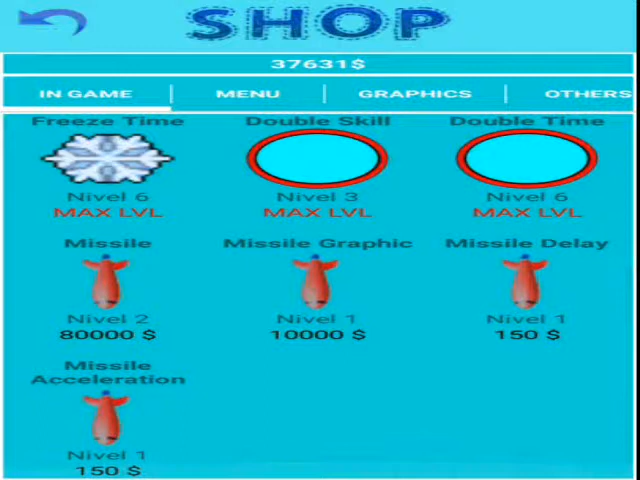 SHOP
37631$
IN GAME MENU GRAPHICS OTHERS
Freeze Time Double Skill Double Time
Nivel 6 Nivel 3 Nivel 6
MAX LVL MAX LVL MAX LVL
Missile Missile Graphic Missile Delay
Nivel 2 Nivel 1 Nivel 1
80000 $ 10000 $ 150 $
Missile
Acceleration
Nivel 1
150 $